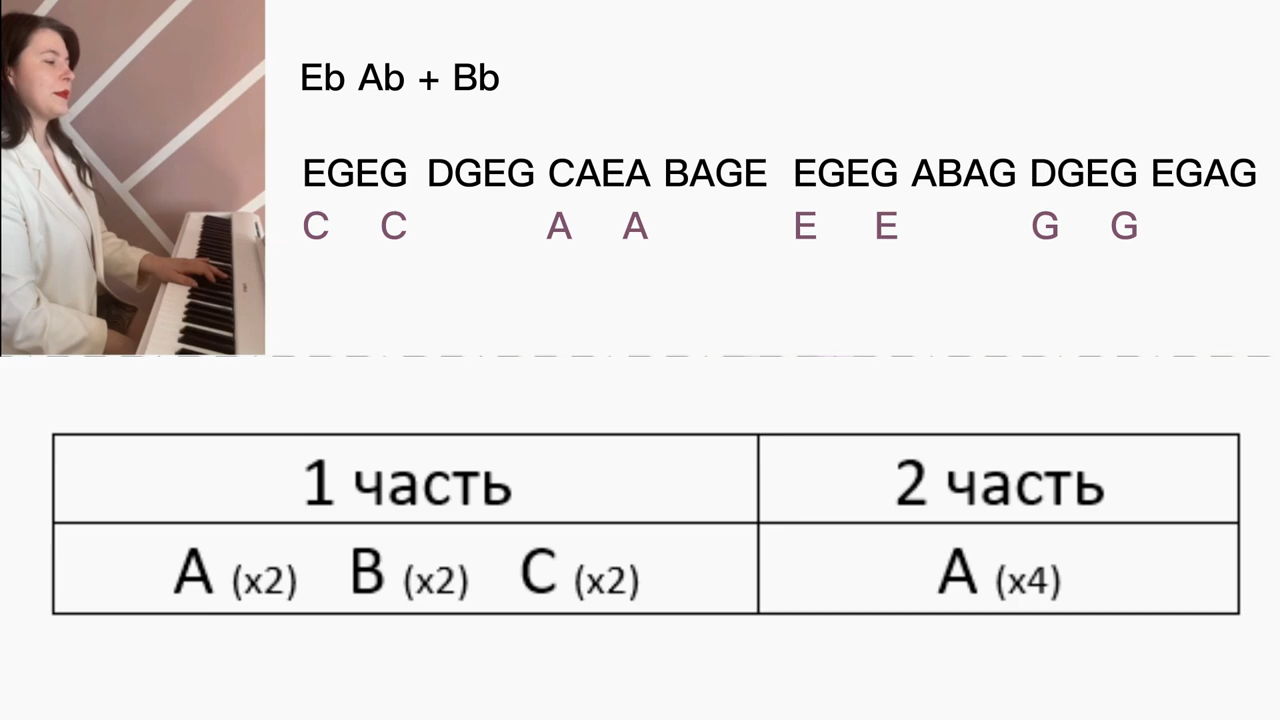 Eb Ab + Bb
EGEG DGEG CAEA BAGE EGEG ABAG DGEG EGAG
C C A A E E G G
1 часть 2 часть
A (x2) B (x2) C (x2) A (x4)